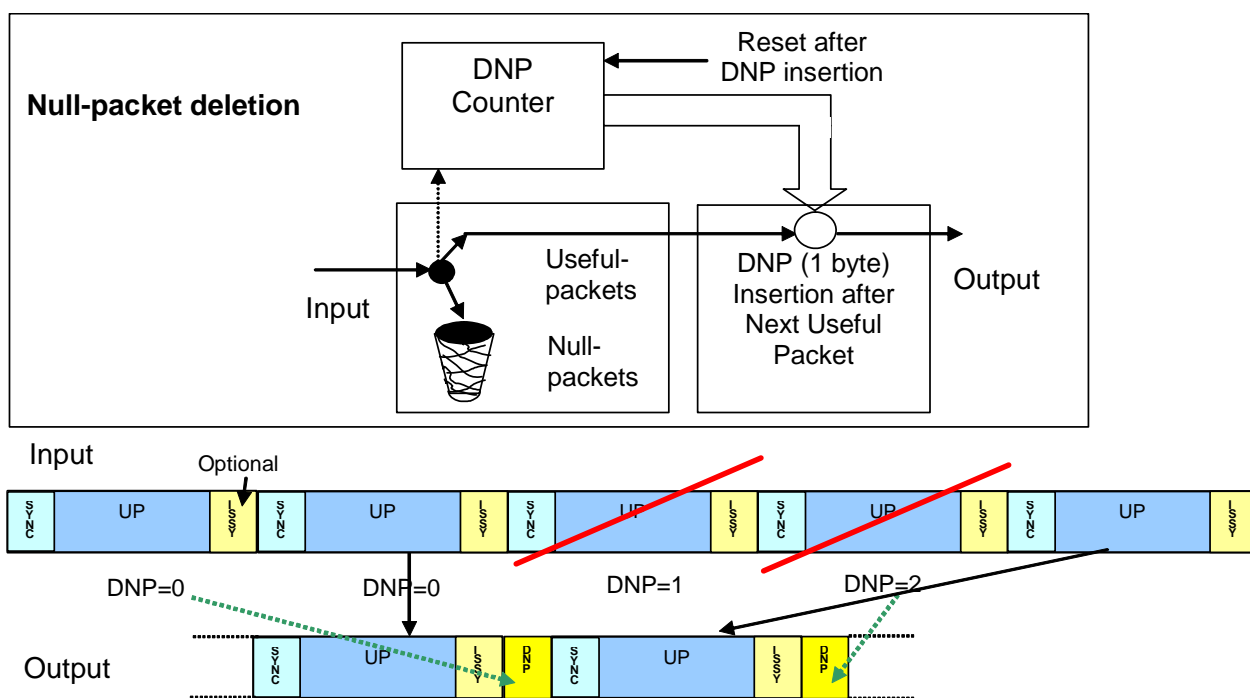 Null-packet deletion
DNP
Counter
Reset after
DNP insertion
Input
Useful-
packets
Null-
packets
DNP (1 byte)
Insertion after
Next Useful
Packet
Output
Input
Optional
SYNC UP ISSY SYNC UP ISSY SYNC UP ISSY SYNC UP ISSY SYNC UP ISSY
DNP=0 DNP=0 DNP=1 DNP=2
Output
SYNC UP ISSY DNP SYNC UP ISSY DNP